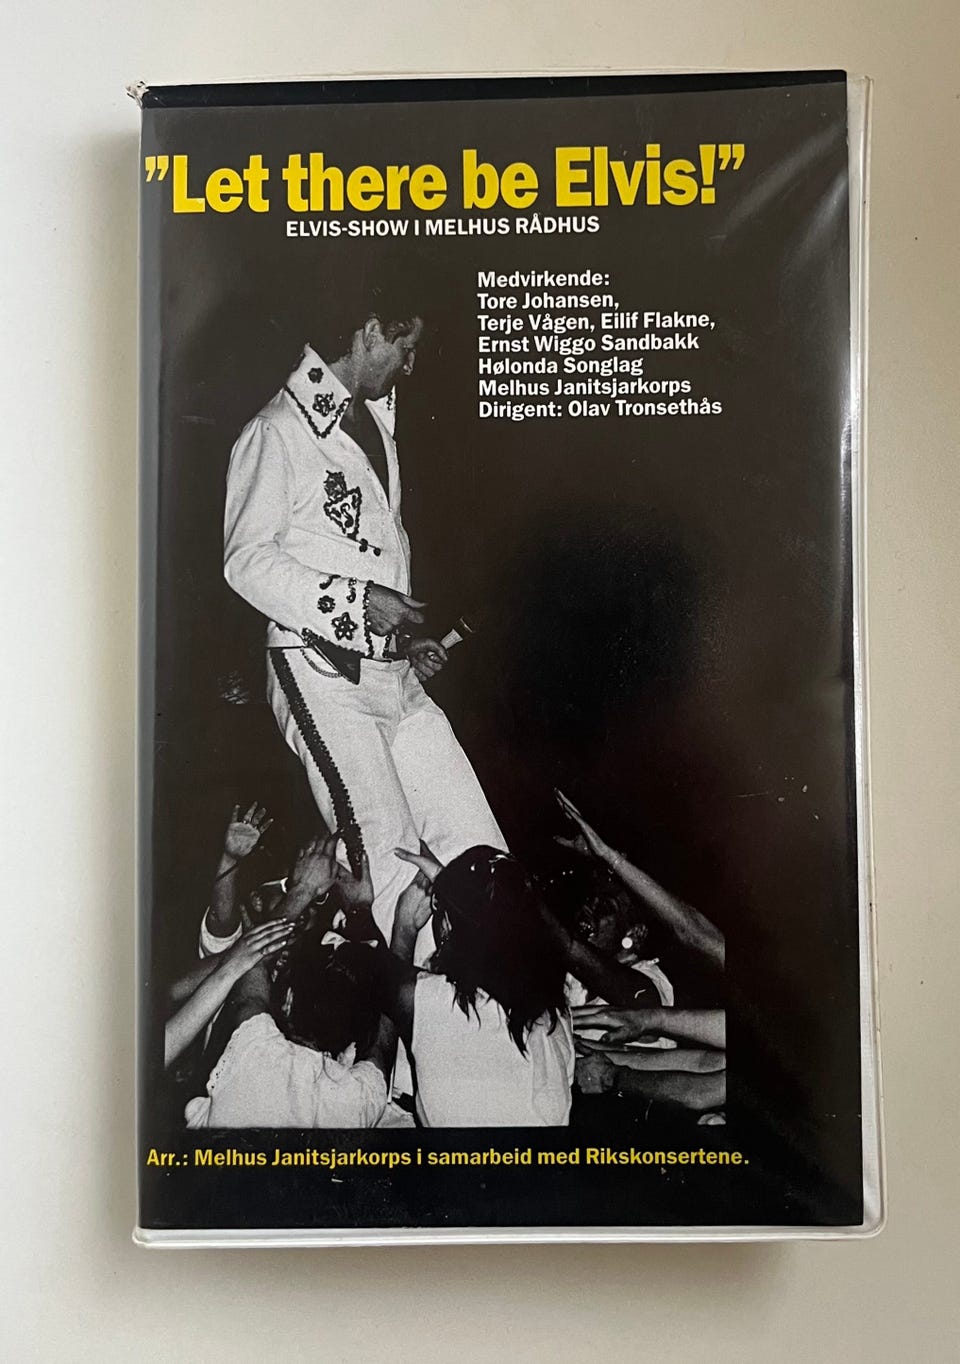 ”Let there be Elvis!”
ELVIS-SHOW I MELHUS RÅDHUS
Medvirkende:
Tore Johansen,
Terje Vågen, Eilif Flakne,
Ernst Wiggo Sandbakk
Hølonda Songlag
Melhus Janitsjarkorps
Dirigent: Olav Tronsethås
Arr.: Melhus Janitsjarkorps i samarbeid med Rikskonsertene.